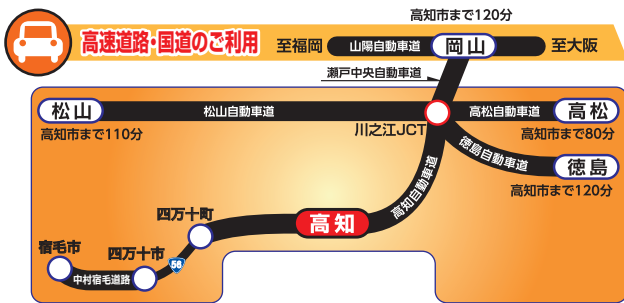 高知市まで120分
高速道路・国道のご利用
至福岡
山陽自動車道
岡山
至大阪
瀬戸中央自動車道
松山
松山自動車道
高松自動車道
高松
高知市まで110分
川之江JCT
高知市まで80分
徳島自動車道
徳島
高知自動車道
高知市まで120分
四万十町
高知
宿毛市
四万十市
56
中村宿毛道路